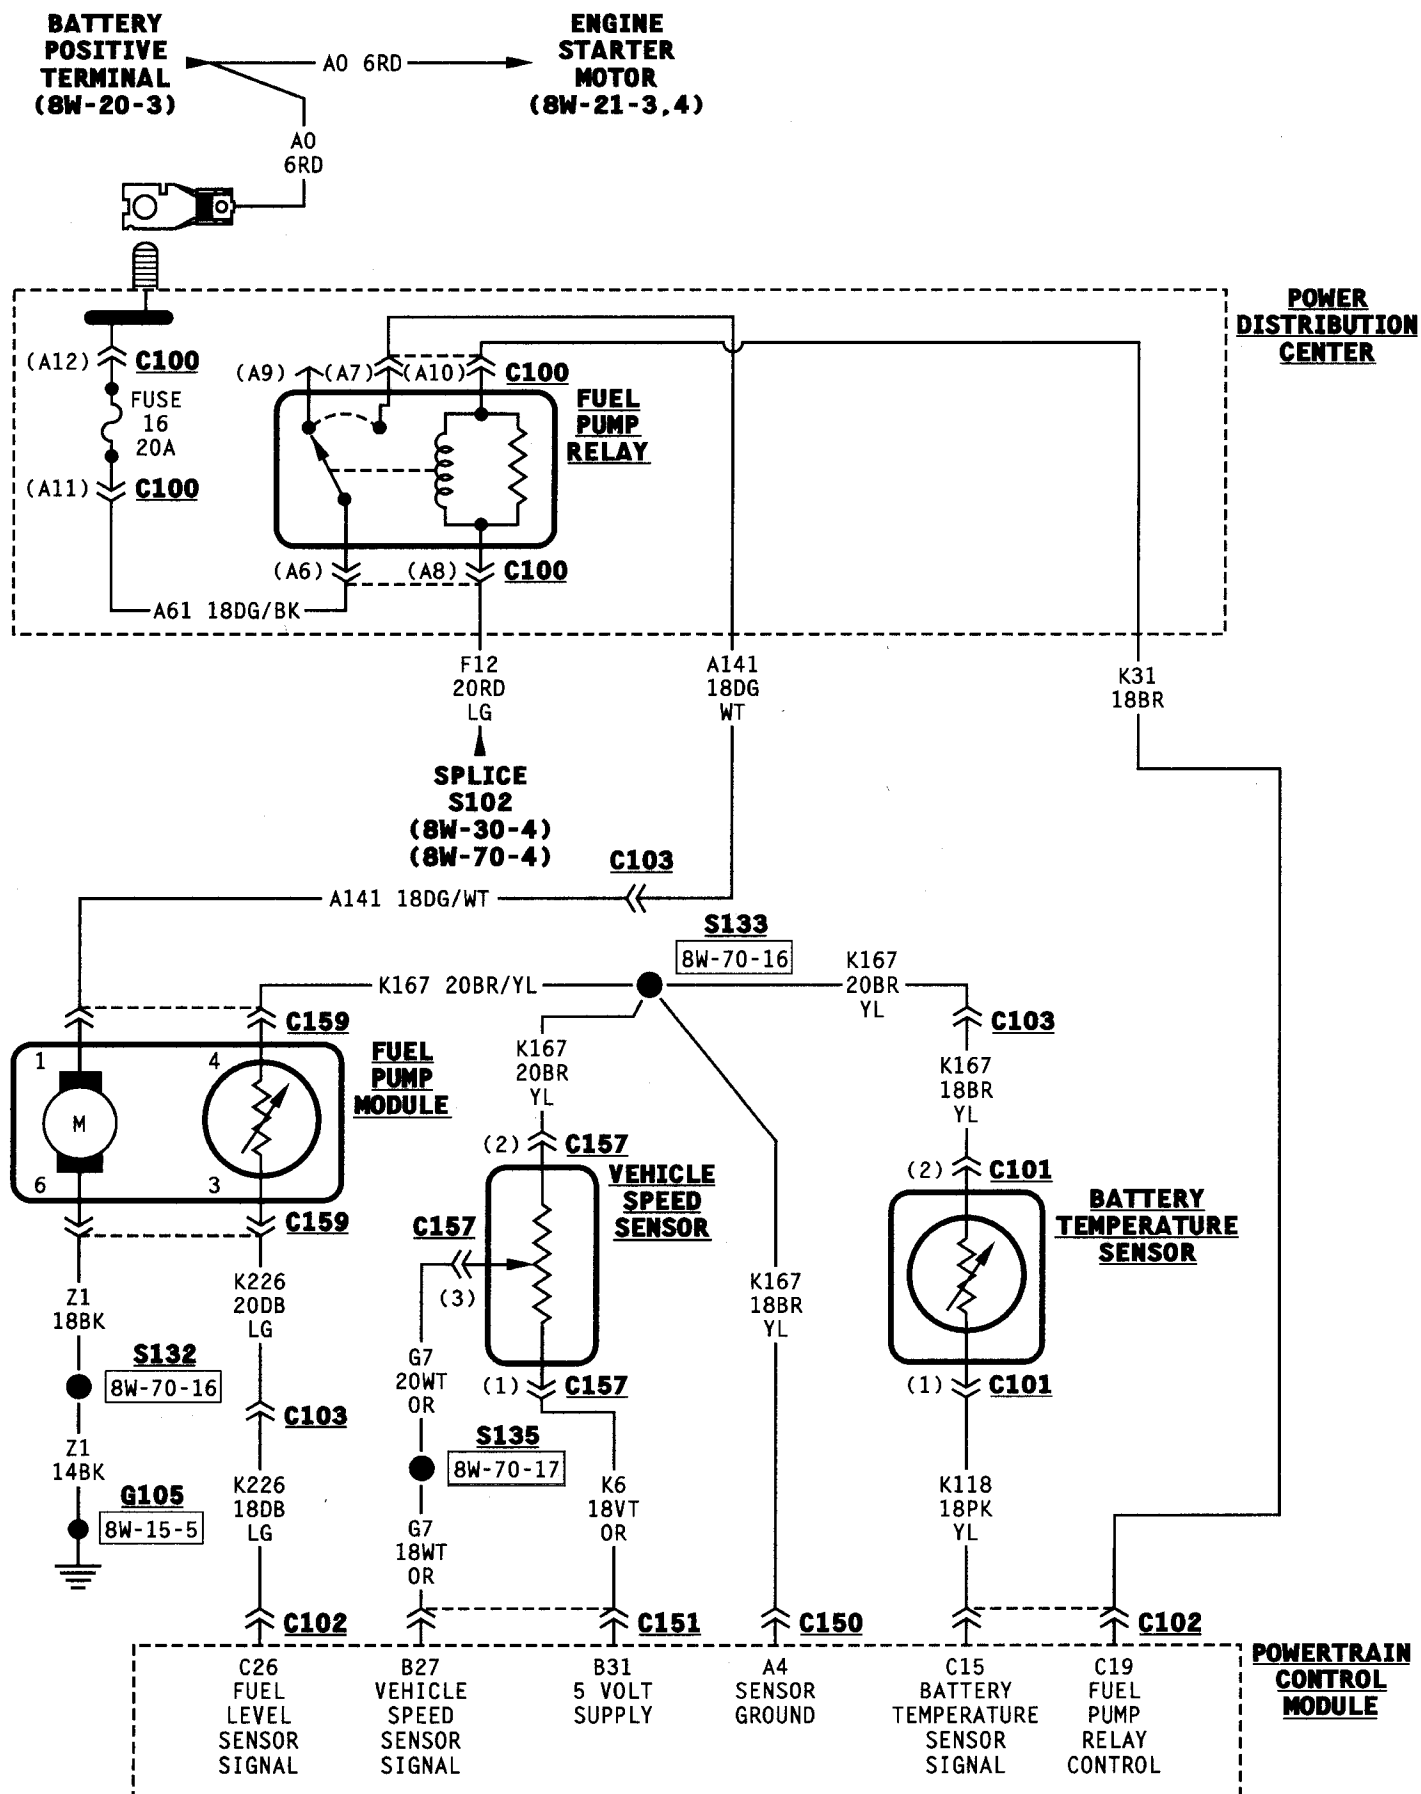 BATTERY
POSITIVE
TERMINAL
(8W-20-3)
A0 6RD
ENGINE
STARTER
MOTOR
(8W-21-3,4)
A0
6RD
POWER
DISTRIBUTION
CENTER
(A12)
C100
FUSE
16
20A
(A11)
C100
(A9)
(A7)
(A10)
C100
FUEL
PUMP
RELAY
(A6)
(A8)
C100
A61 18DG/BK
F12
20RD
LG
A141
18DG
WT
K31
18BR
SPLICE
S102
(8W-30-4)
(8W-70-4)
C103
A141 18DG/WT
S133
8W-70-16
K167 20BR/YL
K167
20BR
YL
C159
C103
1
4
M
6
3
FUEL
PUMP
MODULE
K167
20BR
YL
K167
18BR
YL
(2)
C157
(2)
C101
VEHICLE
SPEED
SENSOR
BATTERY
TEMPERATURE
SENSOR
C159
C157
(3)
Z1
18BK
K226
20DB
LG
K167
18BR
YL
S132
8W-70-16
G7
20WT
OR
(1)
C157
(1)
C101
C103
S135
8W-70-17
Z1
14BK
K226
18DB
LG
K6
18VT
OR
K118
18PK
YL
G105
8W-15-5
G7
18WT
OR
C102
C151
C150
C102
POWERTRAIN
CONTROL
MODULE
C26
FUEL
LEVEL
SENSOR
SIGNAL
B27
VEHICLE
SPEED
SENSOR
SIGNAL
B31
5 VOLT
SUPPLY
A4
SENSOR
GROUND
C15
BATTERY
TEMPERATURE
SENSOR
SIGNAL
C19
FUEL
PUMP
RELAY
CONTROL